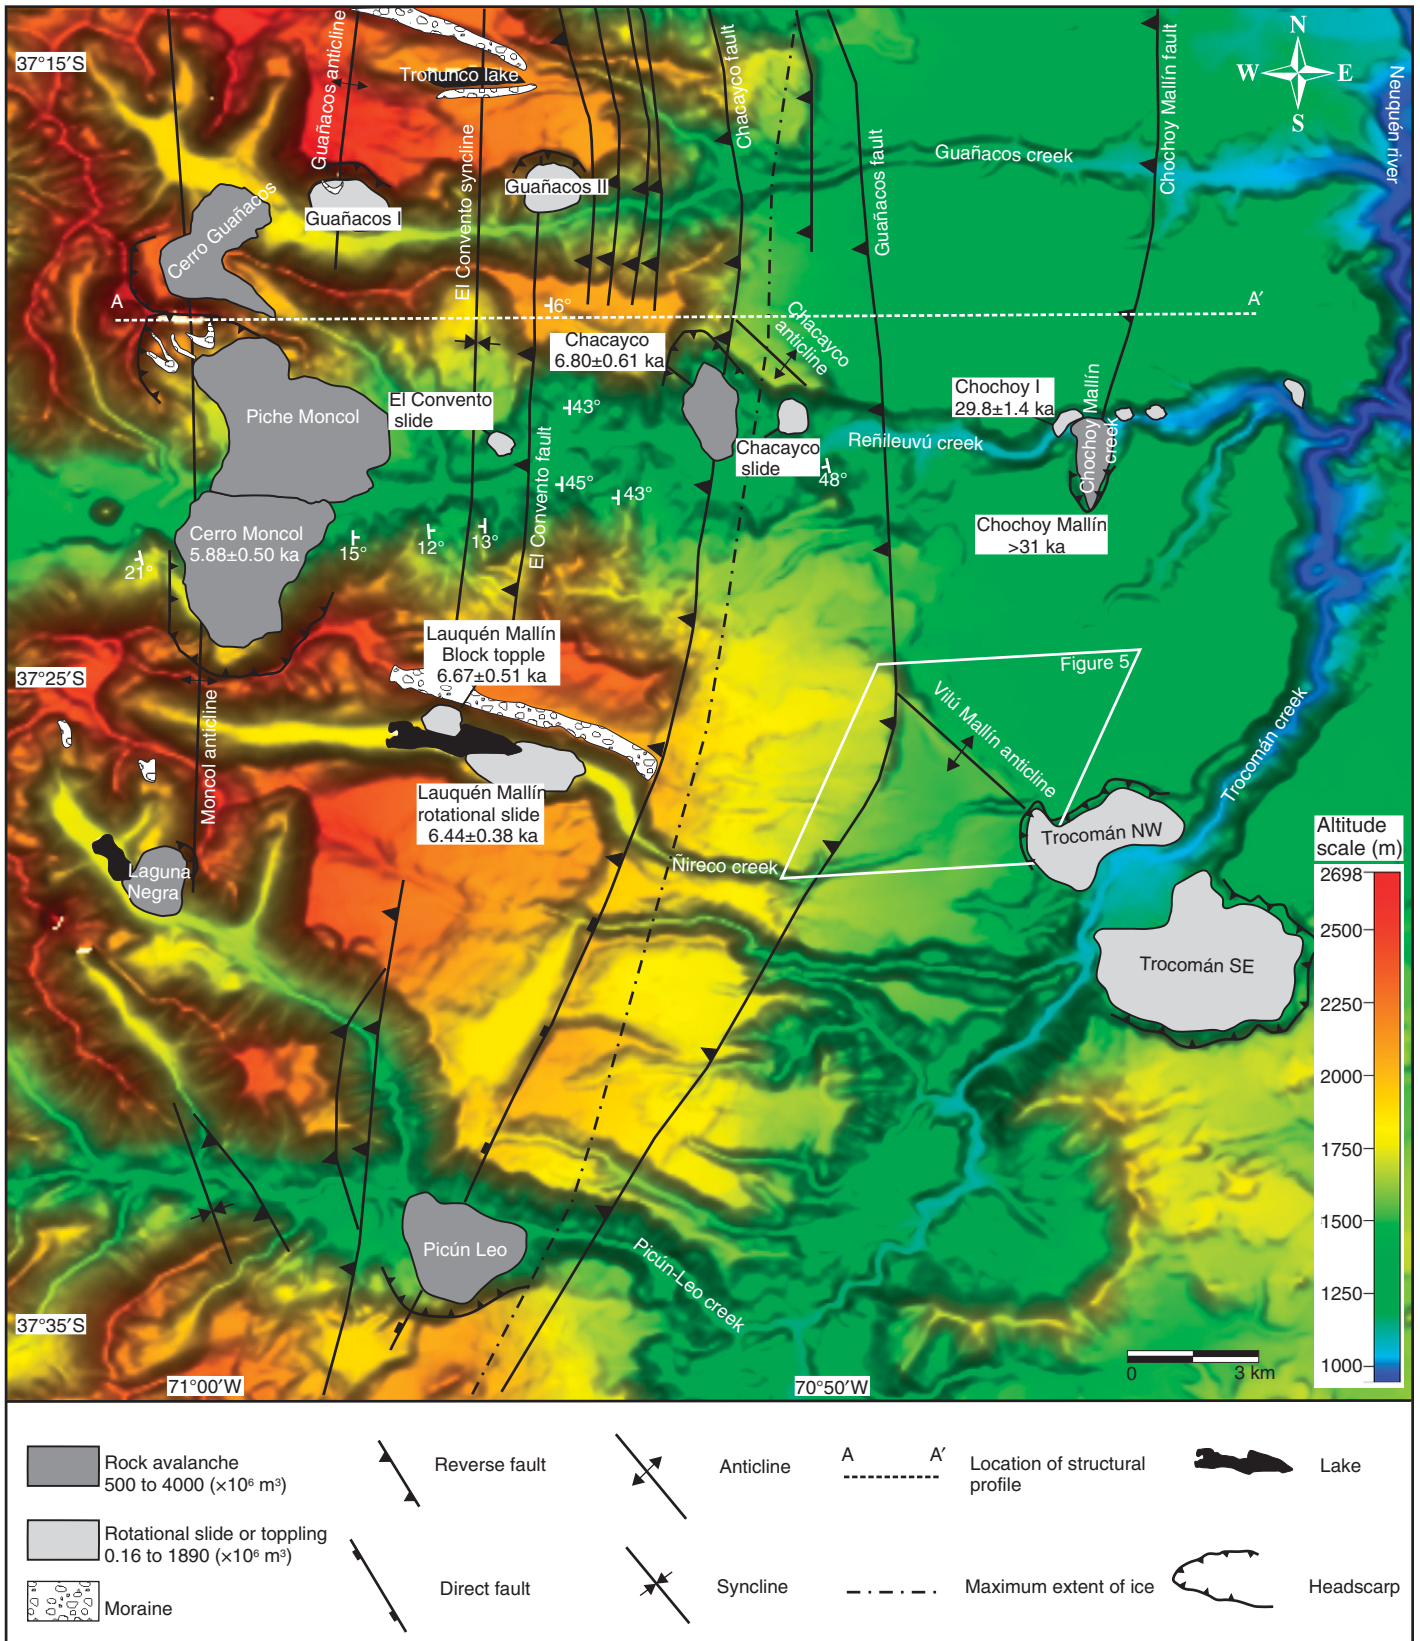 37°15′S
Guañacos anticline
Trohunco lake
El Convento syncline
Chacayco fault
Guañacos fault
Chochoy Mallín fault
N
W
E
S
Neuquén river
Guañacos creek
Guañacos I
Guañacos II
Cerro Guañacos
A
A′
6°
Chacayco
6.80±0.61 ka
Chacayco
anticline
Piche Moncol
El Convento
slide
43°
Chochoy I
29.8±1.4 ka
Chochoy Mallín
creek
Reñileuvú creek
Chacayco
slide
48°
El Convento fault
45°
43°
Cerro Moncol
5.88±0.50 ka
15°
12°
13°
21°
Chochoy Mallín
>31 ka
Lauquén Mallín
Block topple
6.67±0.51 ka
37°25′S
Figure 5
Moncol anticline
Vilú Mallín anticline
Trocomán creek
Lauquén Mallín
rotational slide
6.44±0.38 ka
Trocomán NW
Ñireco creek
Laguna
Negra
Trocomán SE
Altitude
scale (m)
2698
2500
2250
2000
1750
1500
1250
1000
Picún Leo
Picún-Leo creek
37°35′S
71°00′W
70°50′W
0
3 km
Rock avalanche
500 to 4000 (×10⁶ m³)
Reverse fault
Anticline
A
A′
Location of structural
profile
Lake
Rotational slide or toppling
0.16 to 1890 (×10⁶ m³)
Direct fault
Syncline
Maximum extent of ice
Headscarp
Moraine